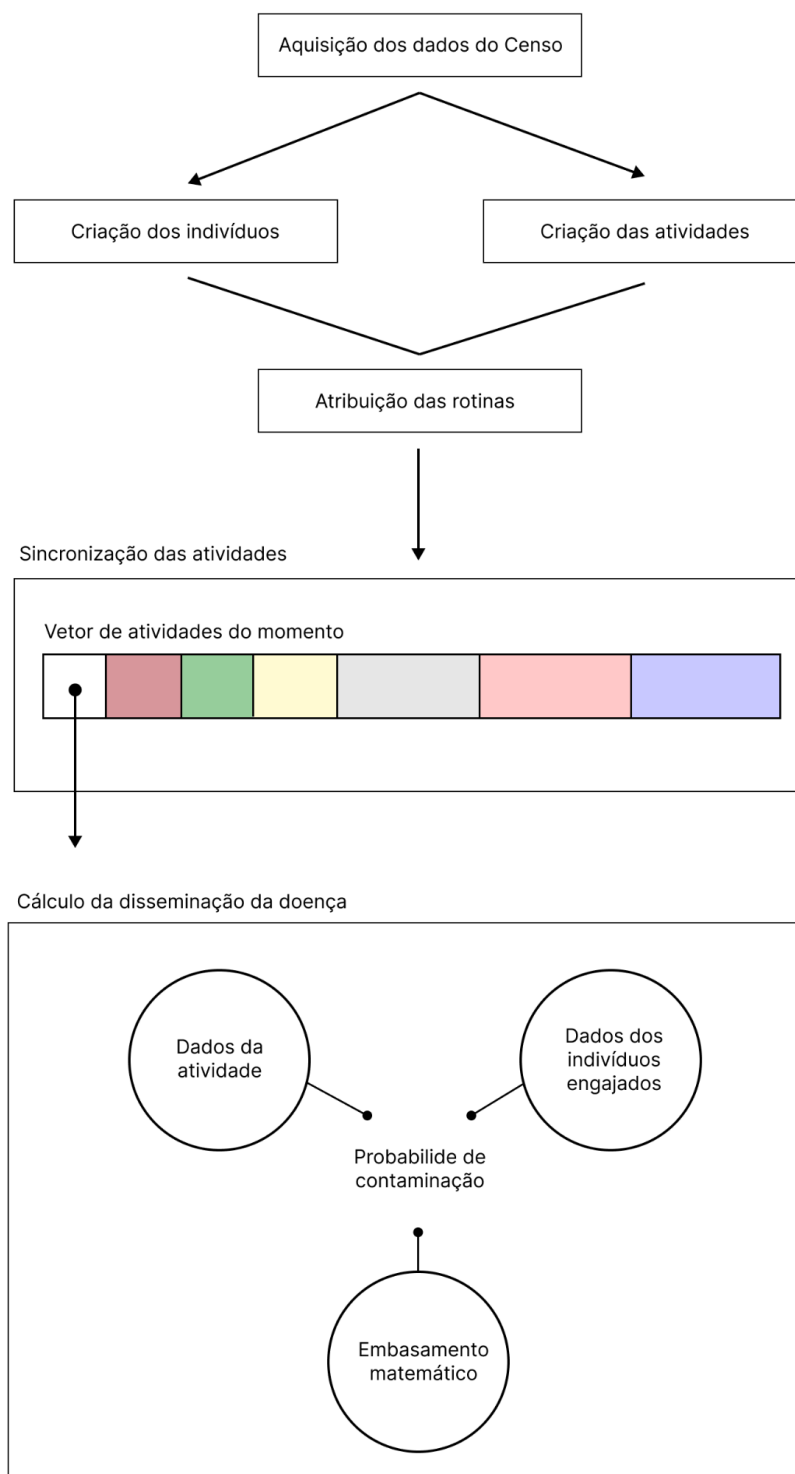 Aquisição dos dados do Censo
Criação dos indivíduos
Criação das atividades
Atribuição das rotinas
Sincronização das atividades
Vetor de atividades do momento
Cálculo da disseminação da doença
Dados da
atividade
Dados dos
indivíduos
engajados
Probabilide de
contaminação
Embasamento
matemático